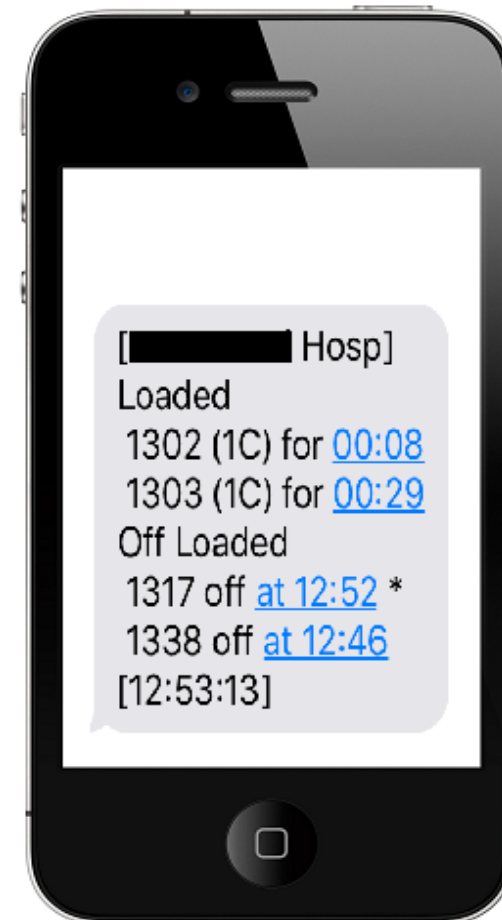 [ Hosp]
Loaded
1302 (1C) for 00:08
1303 (1C) for 00:29
Off Loaded
1317 off at 12:52 *
1338 off at 12:46
[12:53:13]